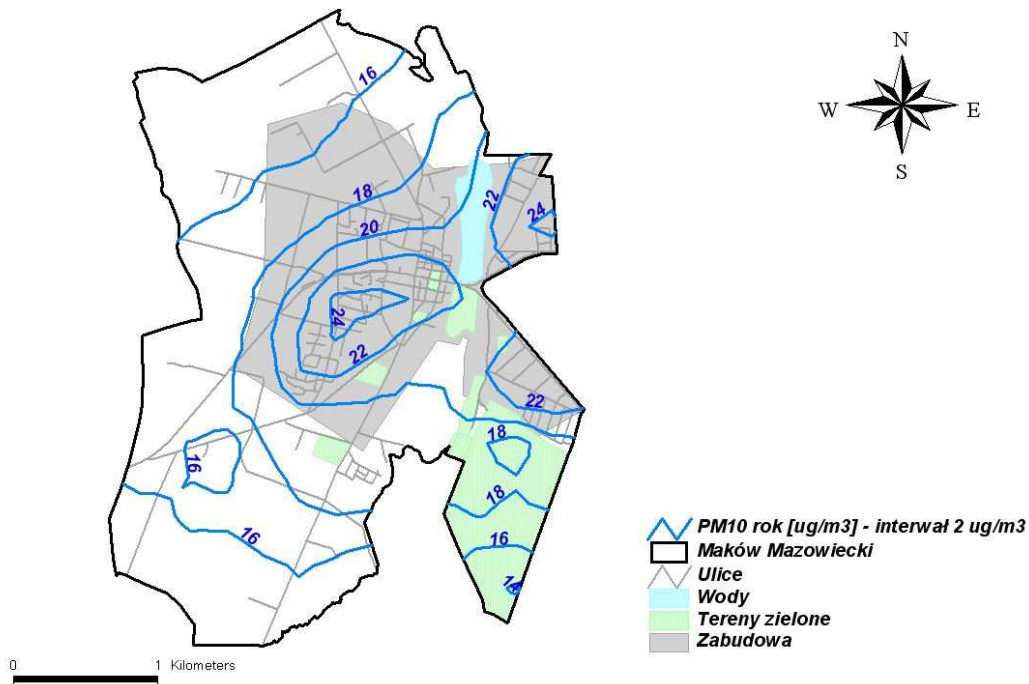 N
W
E
S
16
18
20
22
24
24
22
22
18
16
18
16
16
14
PM10 rok [ug/m3] - interwał 2 ug/m3
Maków Mazowiecki
Ulice
Wody
Tereny zielone
Zabudowa
0
1 Kilometers